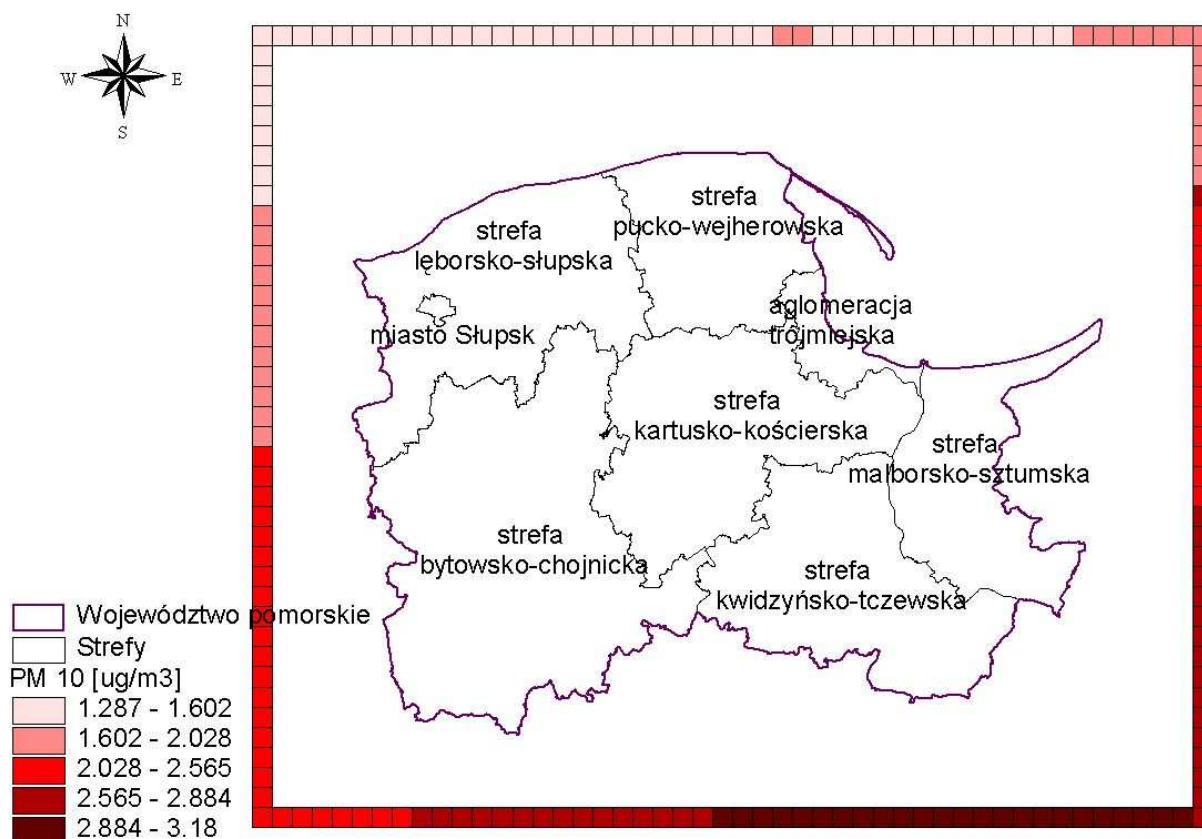 N
W E
S
strefa
pucko-wejherowska
strefa
lęborsko-słupska
aglomeracja
trójmiejska
miasto Słupsk
strefa
kartusko-kościerska
strefa
malborsko-sztumska
strefa
bytowsko-chojnicka
strefa
kwidzyńsko-tczewska
Województwo pomorskie
Strefy
PM 10 [ug/m3]
1.287 - 1.602
1.602 - 2.028
2.028 - 2.565
2.565 - 2.884
2.884 - 3.18